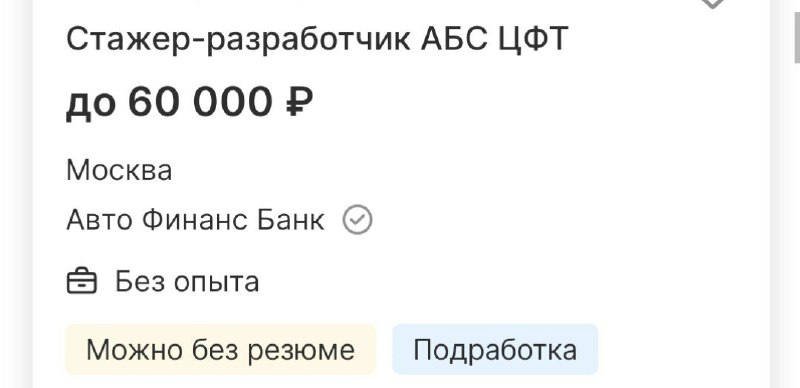 Стажер-разработчик АБС ЦФТ
до 60 000 ₽
Москва
Авто Финанс Банк
Без опыта
Можно без резюме Подработка